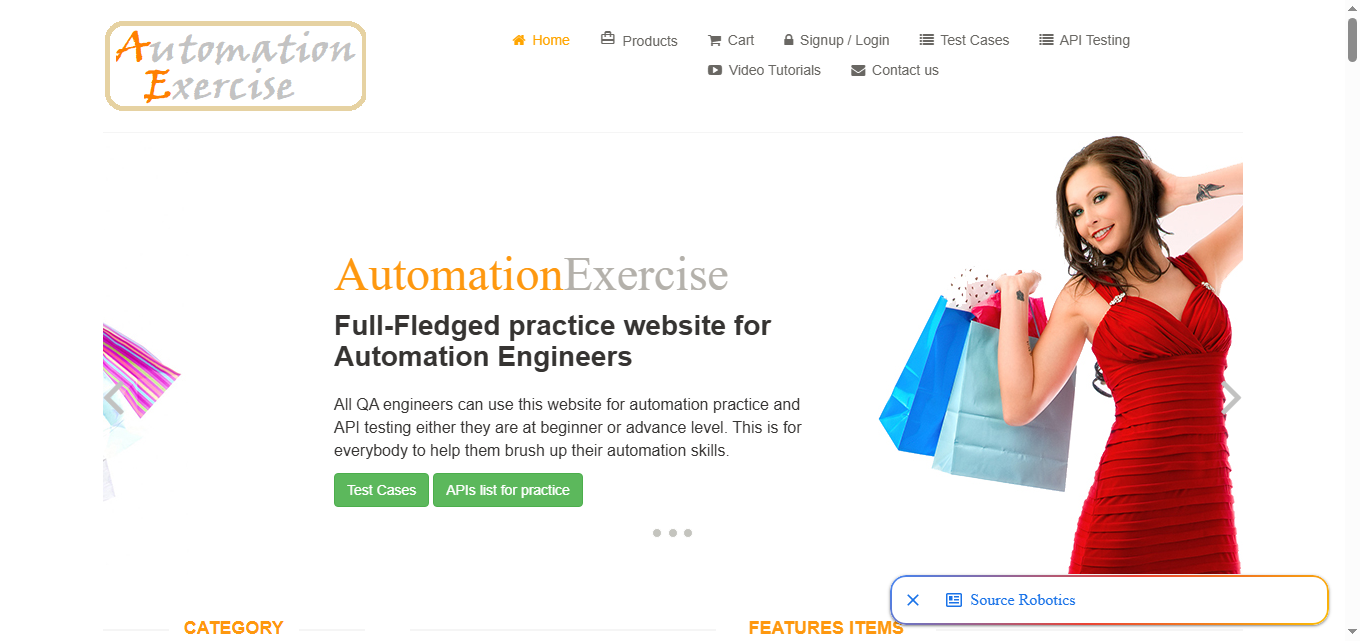 Automation
Exercise
Home
Products
Cart
Signup / Login
Test Cases
API Testing
Video Tutorials
Contact us
AutomationExercise
Full-Fledged practice website for
Automation Engineers
All QA engineers can use this website for automation practice and
API testing either they are at beginner or advance level. This is for
everybody to help them brush up their automation skills.
Test Cases
APIs list for practice
Source Robotics
CATEGORY
FEATURES ITEMS